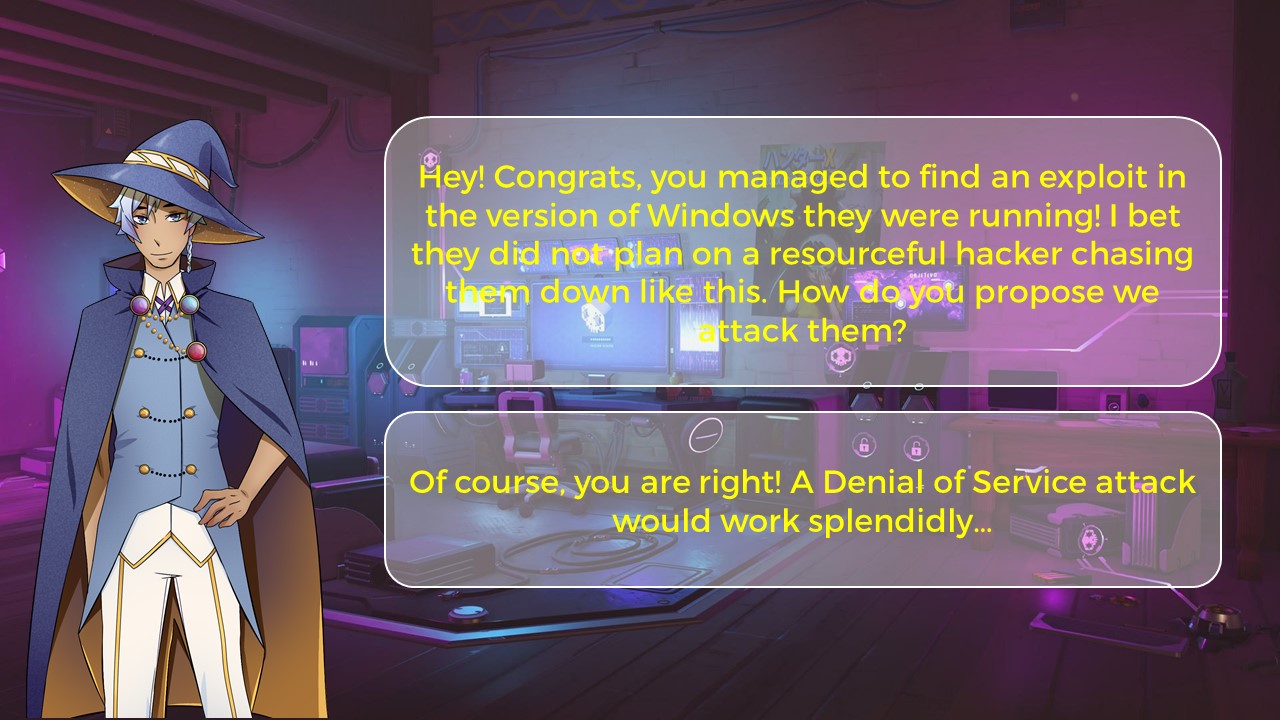 Hey! Congrats, you managed to find an exploit in
the version of Windows they were running! I bet
they did not plan on a resourceful hacker chasing
them down like this. How do you propose we
attack them?
Of course, you are right! A Denial of Service attack
would work splendidly...